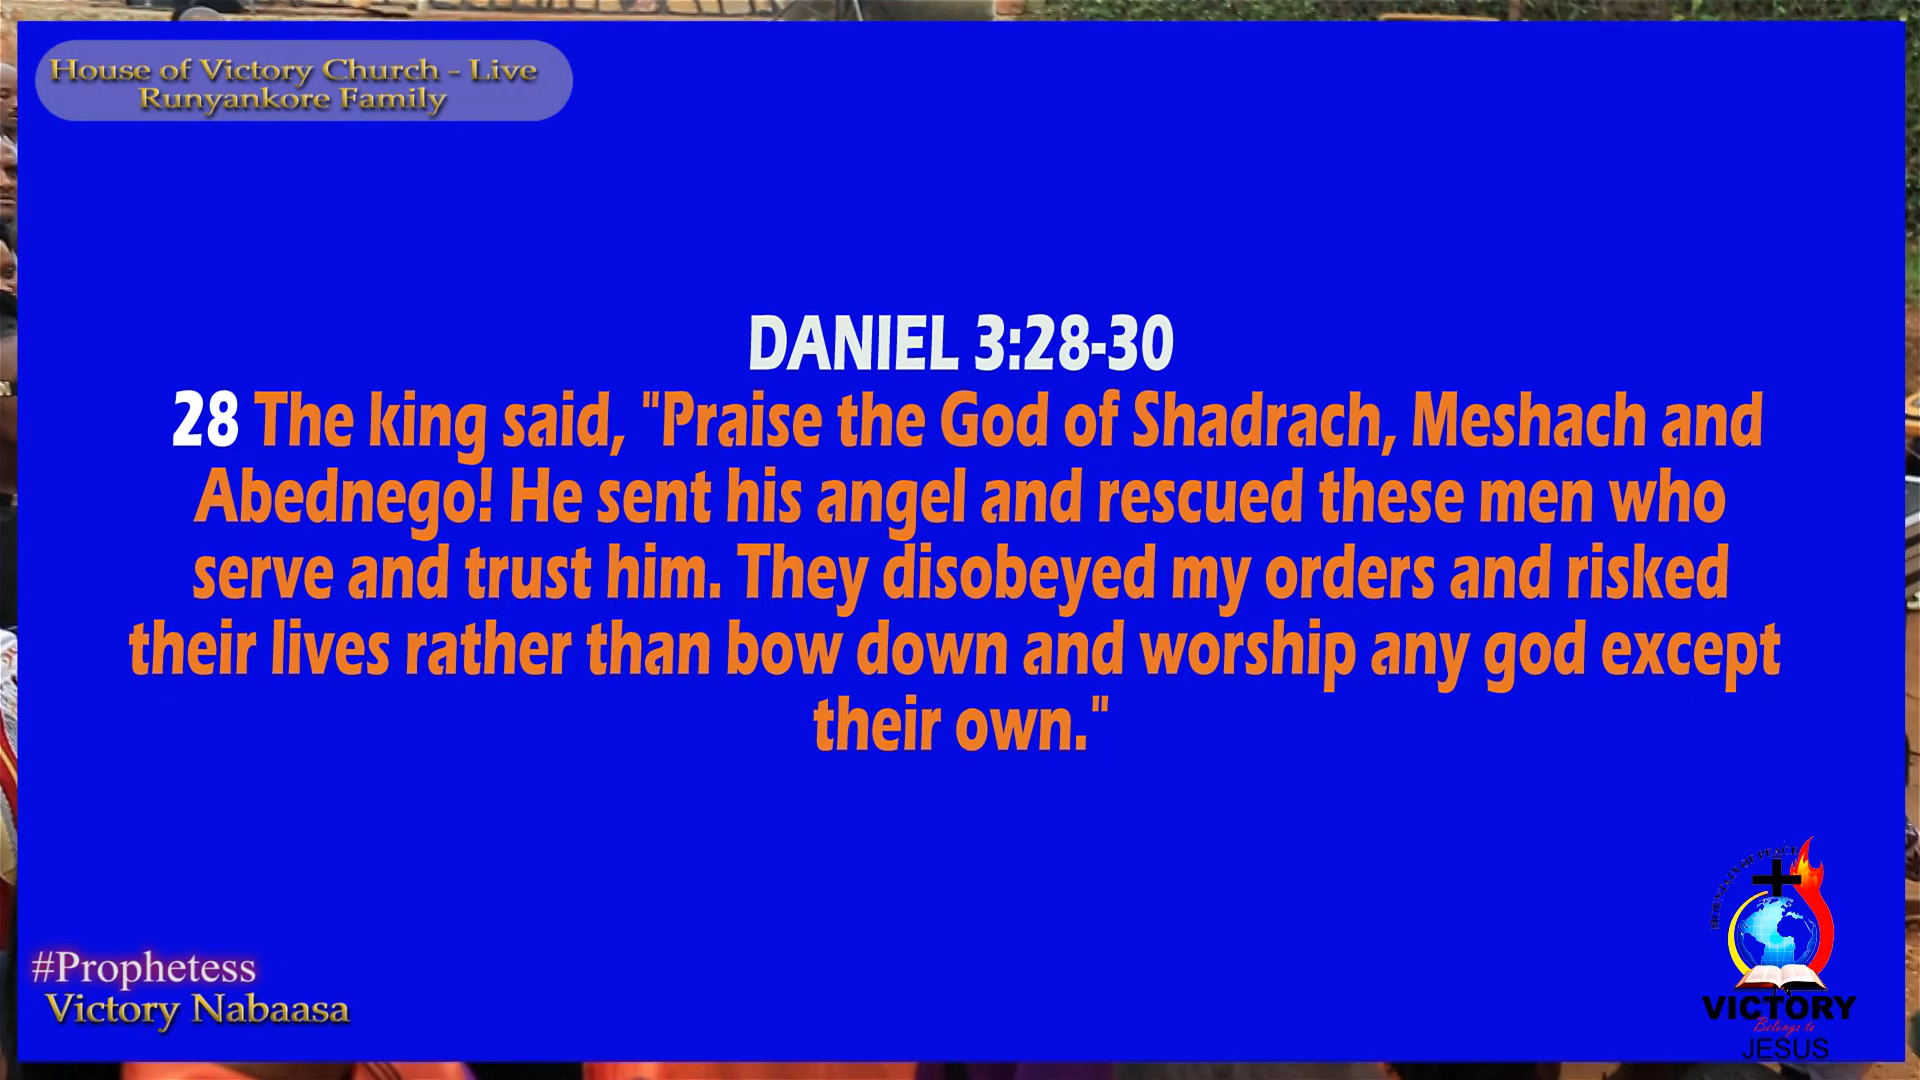 House of Victory Church - Live
Runyankore Family
DANIEL 3:28-30
28 The king said, "Praise the God of Shadrach, Meshach and
Abednego! He sent his angel and rescued these men who
serve and trust him. They disobeyed my orders and risked
their lives rather than bow down and worship any god except
their own."
#Prophetess
Victory Nabaasa
MOUNTAIN OF PEACE
VICTORY
Belongs to
JESUS